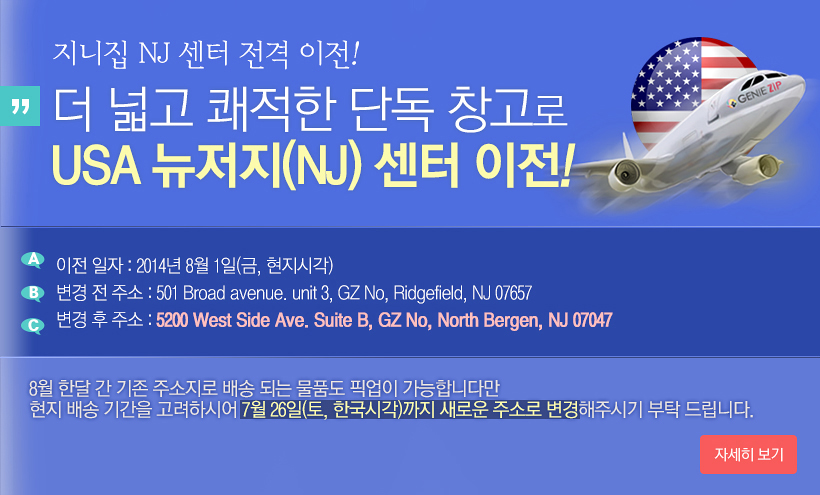 지니집 NJ 센터 전격 이전!
더 넓고 쾌적한 단독 창고로
USA 뉴저지(NJ) 센터 이전!
GENIE ZIP
A 이전 일자 : 2014년 8월 1일(금, 현지시각)
B 변경 전 주소 : 501 Broad avenue. unit 3, GZ No, Ridgefield, NJ 07657
C 변경 후 주소 : 5200 West Side Ave. Suite B, GZ No, North Bergen, NJ 07047
8월 한달 간 기존 주소지로 배송 되는 물품도 픽업이 가능합니다만
현지 배송 기간을 고려하시어 7월 26일(토, 한국시각)까지 새로운 주소로 변경해주시기 부탁 드립니다.
자세히 보기